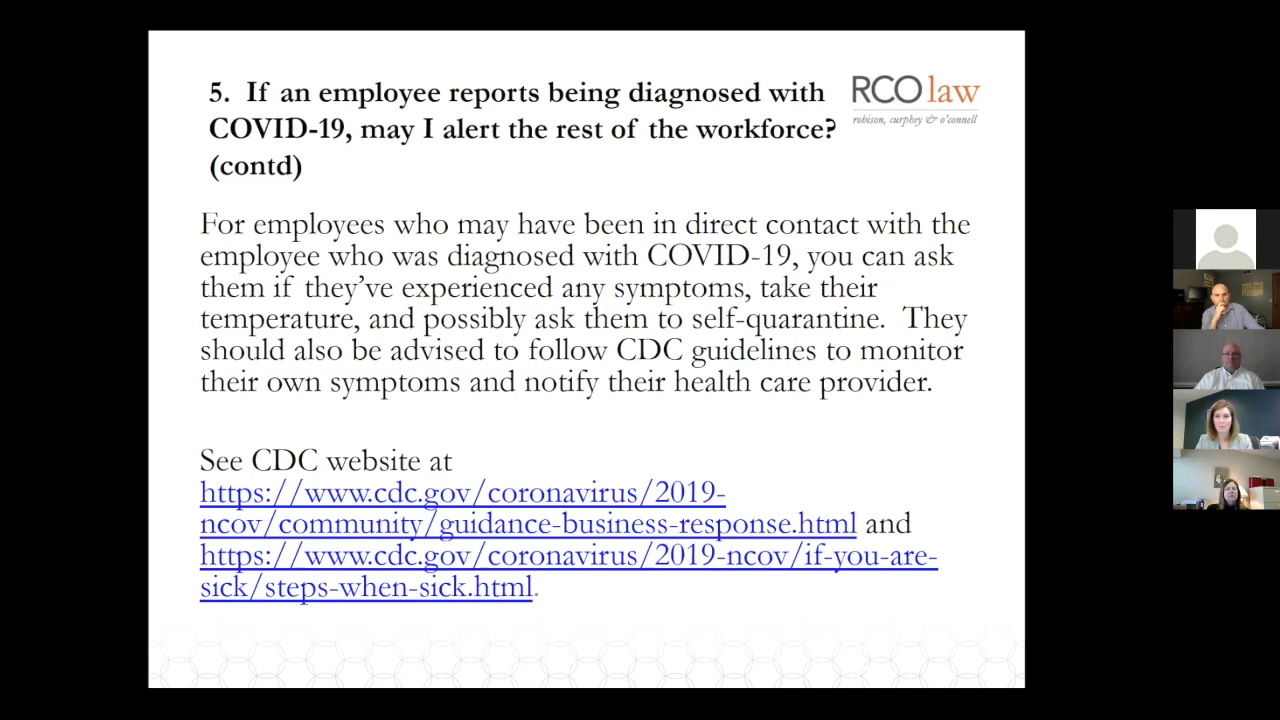 5. If an employee reports being diagnosed with
COVID-19, may I alert the rest of the workforce?
(contd)
RCO law
robison, curphey & o'connell
For employees who may have been in direct contact with the
employee who was diagnosed with COVID-19, you can ask
them if they've experienced any symptoms, take their
temperature, and possibly ask them to self-quarantine.  They
should also be advised to follow CDC guidelines to monitor
their own symptoms and notify their health care provider.
See CDC website at
https://www.cdc.gov/coronavirus/2019-
ncov/community/guidance-business-response.html and
https://www.cdc.gov/coronavirus/2019-ncov/if-you-are-
sick/steps-when-sick.html.